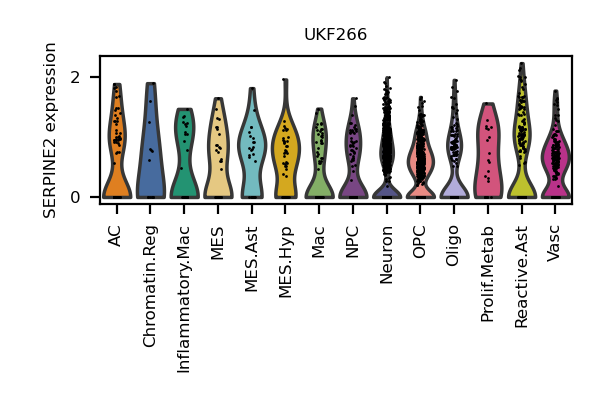 UKF266
SERPINE2 expression
2
0
AC
Chromatin.Reg
Inflammatory.Mac
MES
MES.Ast
MES.Hyp
Mac
NPC
Neuron
OPC
Oligo
Prolif.Metab
Reactive.Ast
Vasc